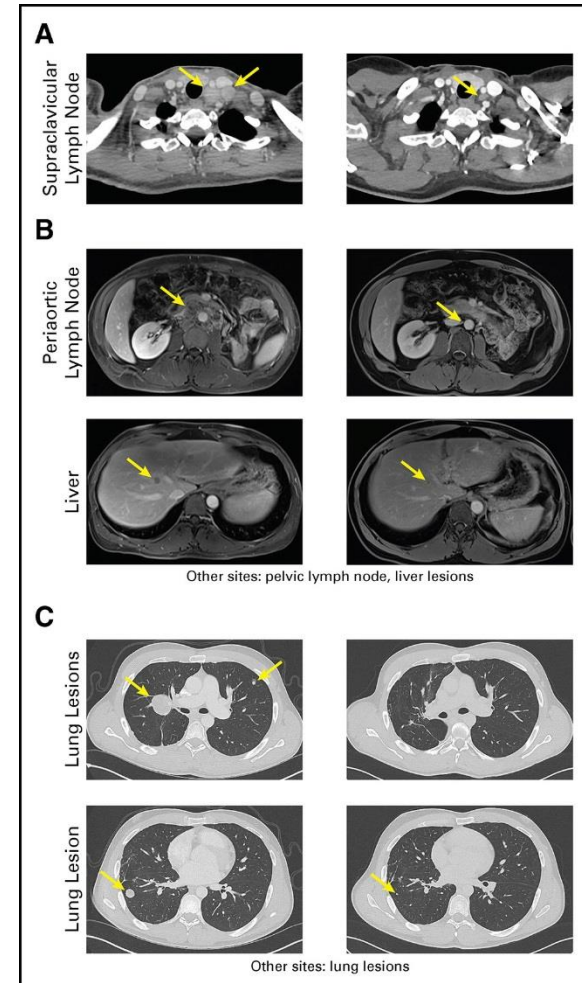 A
Supraclavicular
Lymph Node
B
Periaortic
Lymph Node
Liver
Other sites: pelvic lymph node, liver lesions
C
Lung Lesions
Lung Lesion
Other sites: lung lesions